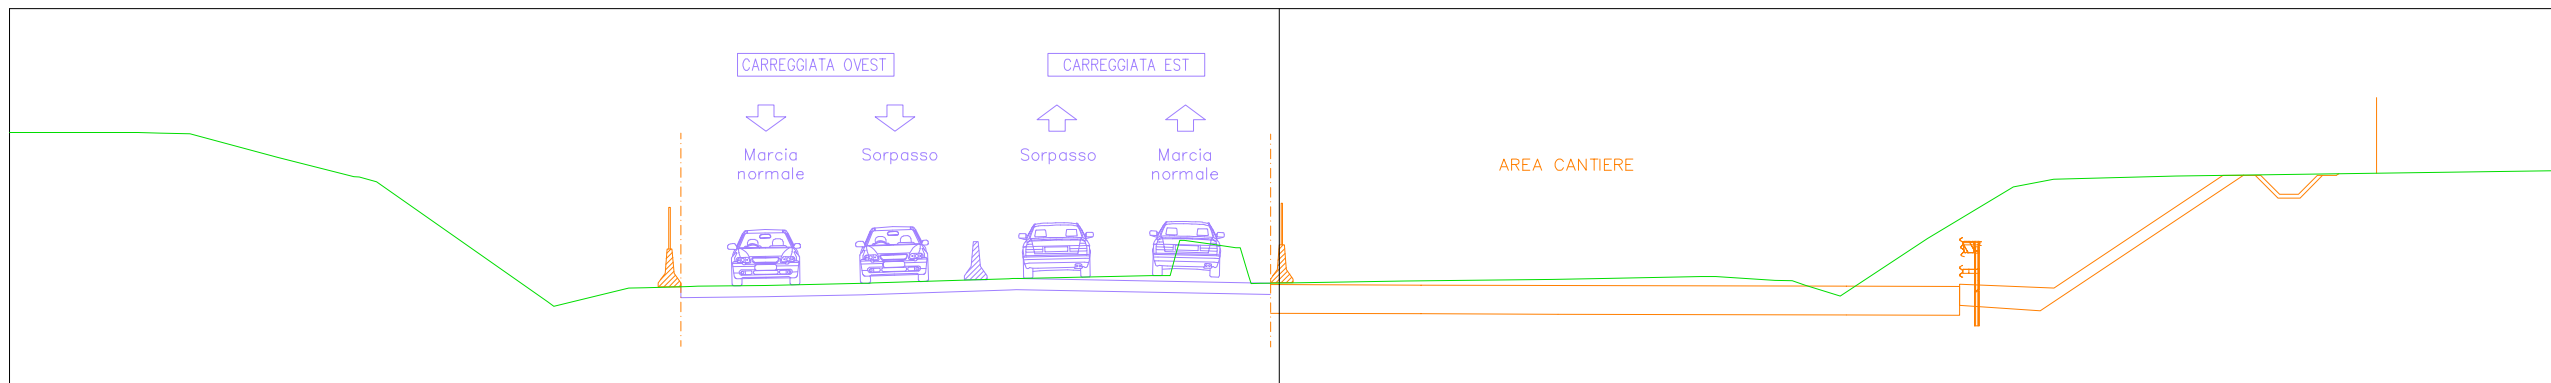 CARREGGIATA OVEST
CARREGGIATA EST
Marcia
normale
Sorpasso
Sorpasso
Marcia
normale
AREA CANTIERE